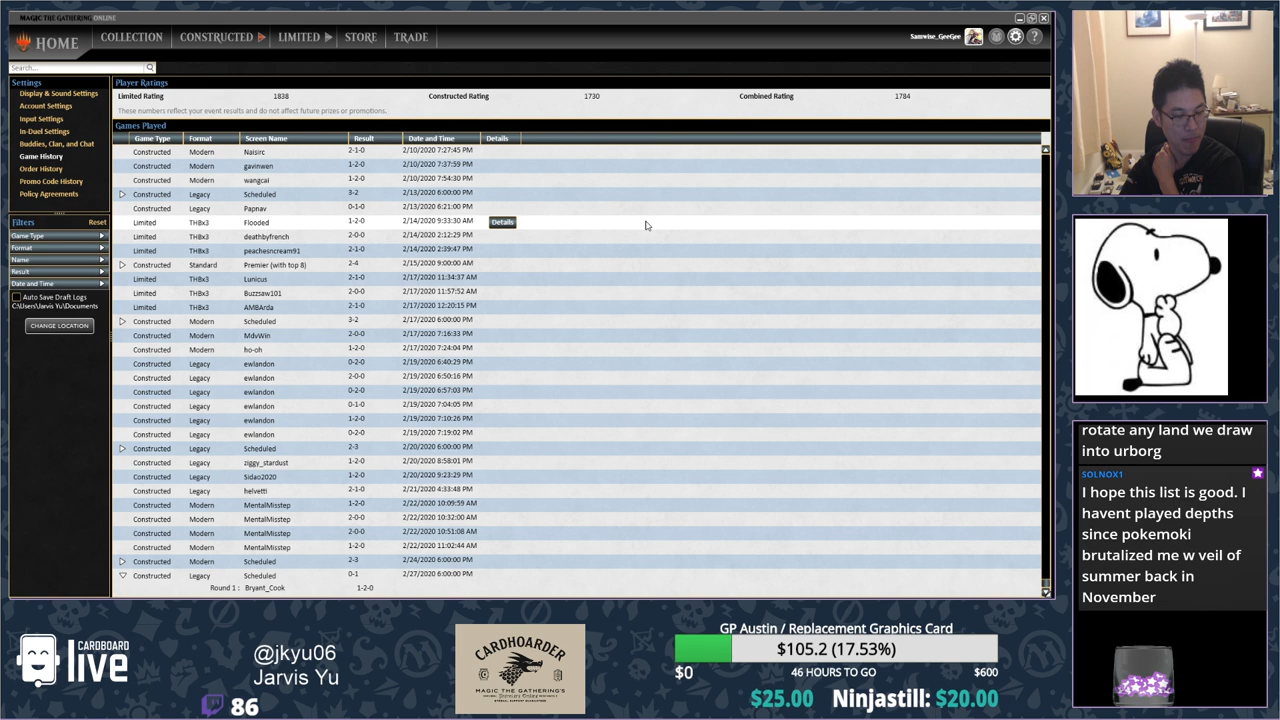 MAGIC THE GATHERING ONLINE
HOME
COLLECTION CONSTRUCTED LIMITED STORE TRADE
Samwise_GeeGee
?
Search...
Settings
Display & Sound Settings
Account Settings
Input Settings
In-Duel Settings
Buddies, Clan, and Chat
Game History
Order History
Promo Code History
Policy Agreements
Filters Reset
Game Type
Format
Name
Result
Date and Time
Auto Save Draft Logs
C:\Users\Jarvis Yu\Documents
CHANGE LOCATION
Player Ratings
Limited Rating 1838 Constructed Rating 1730 Combined Rating 1784
These numbers reflect your event results and do not affect future prizes or promotions.
Games Played
Game Type Format Screen Name Result Date and Time Details
Constructed Modern Naisirc 2-1-0 2/10/2020 7:27:45 PM
Constructed Modern gavinwen 1-2-0 2/10/2020 7:37:59 PM
Constructed Modern wangcai 1-2-0 2/10/2020 7:54:30 PM
Constructed Legacy Scheduled 3-2 2/13/2020 6:00:00 PM
Constructed Legacy Papnav 0-1-0 2/13/2020 6:21:00 PM
Limited THBx3 Flooded 1-2-0 2/14/2020 9:33:30 AM Details
Limited THBx3 deathbyfrench 2-0-0 2/14/2020 2:12:29 PM
Limited THBx3 peachesncream91 2-1-0 2/14/2020 2:39:47 PM
Constructed Standard Premier (with top 8) 2-4 2/15/2020 9:00:00 AM
Limited THBx3 Lunicus 2-1-0 2/17/2020 11:34:37 AM
Limited THBx3 Buzzsaw101 2-0-0 2/17/2020 11:57:52 AM
Limited THBx3 AMBArda 2-1-0 2/17/2020 12:20:15 PM
Constructed Modern Scheduled 3-2 2/17/2020 6:00:00 PM
Constructed Modern MdvWin 2-0-0 2/17/2020 7:16:33 PM
Constructed Modern ho-oh 1-2-0 2/17/2020 7:24:04 PM
Constructed Legacy ewlandon 0-2-0 2/19/2020 6:40:29 PM
Constructed Legacy ewlandon 2-0-0 2/19/2020 6:50:16 PM
Constructed Legacy ewlandon 0-2-0 2/19/2020 6:57:03 PM
Constructed Legacy ewlandon 0-1-0 2/19/2020 7:04:05 PM
Constructed Legacy ewlandon 1-2-0 2/19/2020 7:10:26 PM
Constructed Legacy ewlandon 0-2-0 2/19/2020 7:19:02 PM
Constructed Legacy Scheduled 2-3 2/20/2020 6:00:00 PM
Constructed Legacy ziggy_stardust 1-2-0 2/20/2020 8:58:01 PM
Constructed Legacy Sidao2020 1-2-0 2/20/2020 9:23:29 PM
Constructed Legacy helvetti 2-1-0 2/21/2020 4:33:48 PM
Constructed Modern MentalMisstep 1-2-0 2/22/2020 10:09:59 AM
Constructed Modern MentalMisstep 2-0-0 2/22/2020 10:32:00 AM
Constructed Modern MentalMisstep 2-0-0 2/22/2020 10:51:08 AM
Constructed Modern MentalMisstep 1-2-0 2/22/2020 11:02:44 AM
Constructed Modern Scheduled 2-3 2/24/2020 6:00:00 PM
Constructed Legacy Scheduled 0-1 2/27/2020 6:00:00 PM
Round 1 : Bryant_Cook 1-2-0
rotate any land we draw
into urborg
SOLNOX1
I hope this list is good. I
havent played depths
since pokemoki
brutalized me w veil of
summer back in
November
CARDBOARD
live
@jkyu06
Jarvis Yu
86
CARDHOARDER
MAGIC THE GATHERING'S
GP Austin / Replacement Graphics Card
$105.2 (17.53%)
$0 46 HOURS TO GO $600
$25.00 Ninjastill: $20.00